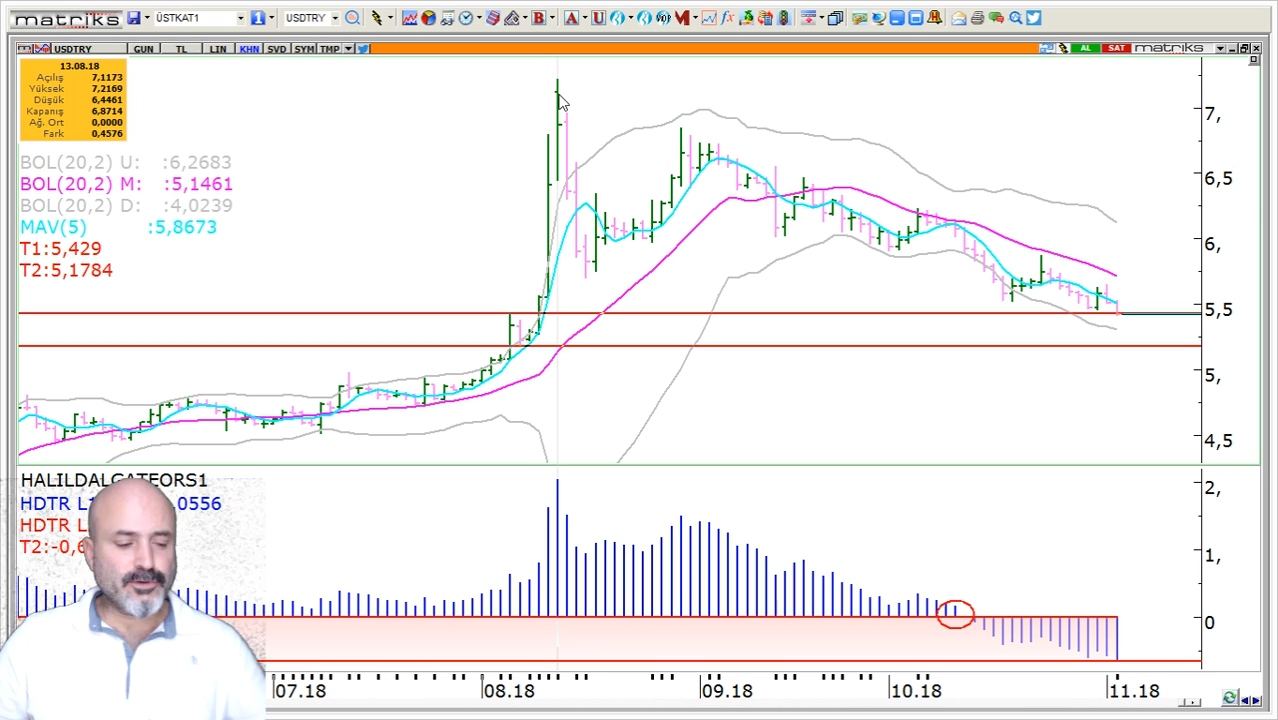 matriks ÜSTKAT1 USDTRY
USDTRY GUN TL LIN KHN SVD SYM TMP AL SAT matriks
13.08.18
Açılış 7,1173
Yüksek 7,2169
Düşük 6,4461
Kapanış 6,8714
Ağ. Ort 0,0000
Fark 0,4576
BOL(20,2) U: :6,2683
BOL(20,2) M: :5,1461
BOL(20,2) D: :4,0239
MAV(5) :5,8673
T1:5,429
T2:5,1784
7,
6,5
6,
5,5
5,
4,5
HALILDALGATEORS1
HDTR L
0556
HDTR L
T2:-0,6
2,
1,
0
07.18 08.18 09.18 10.18 11.18